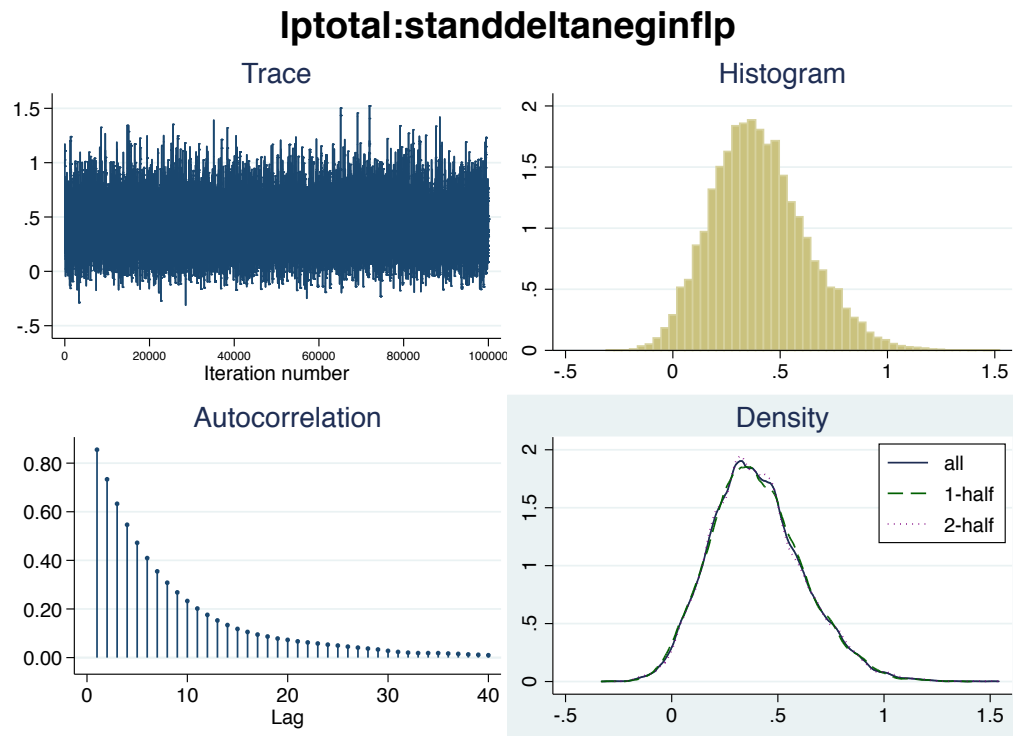 lptotal:standdeltaneginflp
Trace
1.5
1
.5
0
-.5
0 20000 40000 60000 80000 100000
Iteration number
Histogram
2
1.5
1
.5
0
-.5 0 .5 1 1.5
Autocorrelation
0.80
0.60
0.40
0.20
0.00
0 10 20 30 40
Lag
Density
2
1.5
1
.5
0
-.5 0 .5 1 1.5
all
1-half
2-half